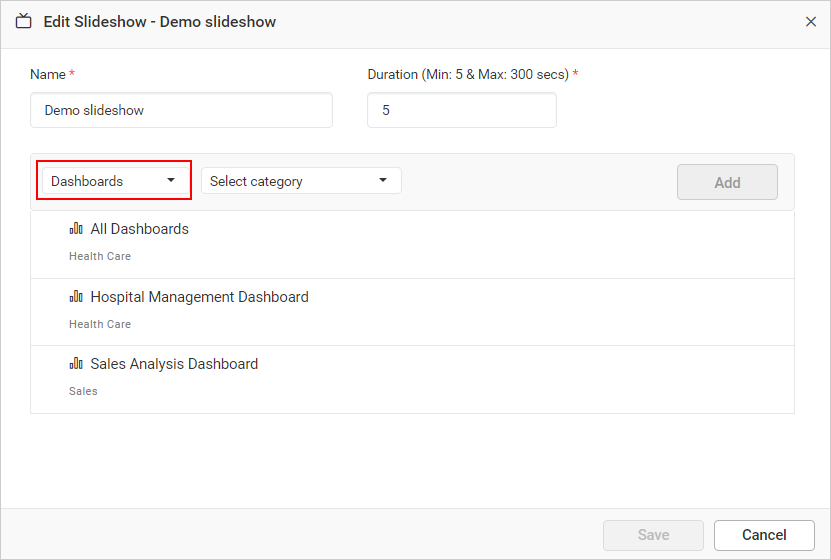 Edit Slideshow - Demo slideshow
Name * Duration (Min: 5 & Max: 300 secs) *
Demo slideshow 5
Dashboards Select category Add
All Dashboards
Health Care
Hospital Management Dashboard
Health Care
Sales Analysis Dashboard
Sales
Save Cancel